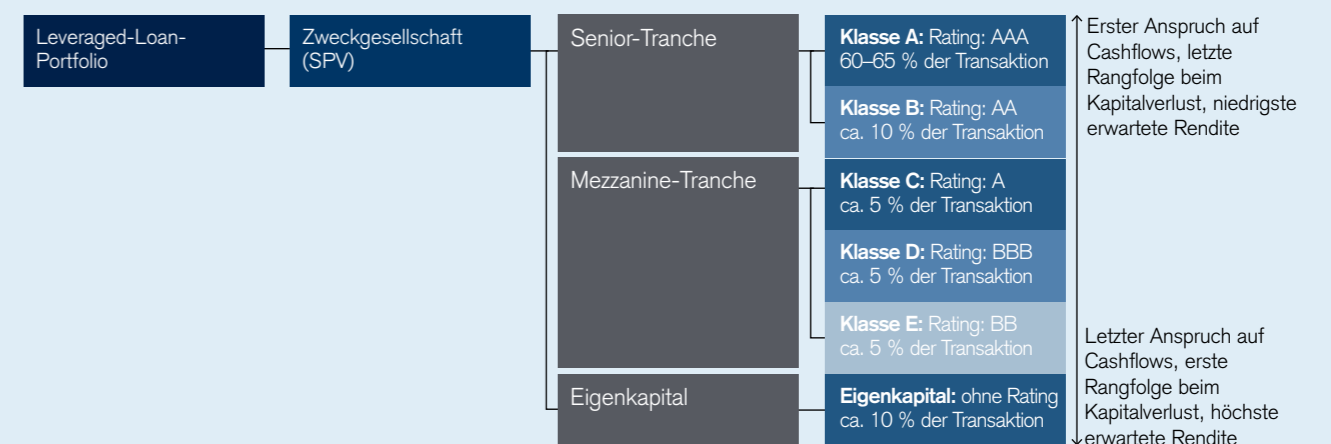 Leveraged-Loan-
Portfolio
Zweckgesellschaft
(SPV)
Senior-Tranche
Klasse A: Rating: AAA
60–65 % der Transaktion
Klasse B: Rating: AA
ca. 10 % der Transaktion
Mezzanine-Tranche
Klasse C: Rating: A
ca. 5 % der Transaktion
Klasse D: Rating: BBB
ca. 5 % der Transaktion
Klasse E: Rating: BB
ca. 5 % der Transaktion
Eigenkapital
Eigenkapital: ohne Rating
ca. 10 % der Transaktion
Erster Anspruch auf
Cashflows, letzte
Rangfolge beim
Kapitalverlust, niedrigste
erwartete Rendite
Letzter Anspruch auf
Cashflows, erste
Rangfolge beim
Kapitalverlust, höchste
erwartete Rendite